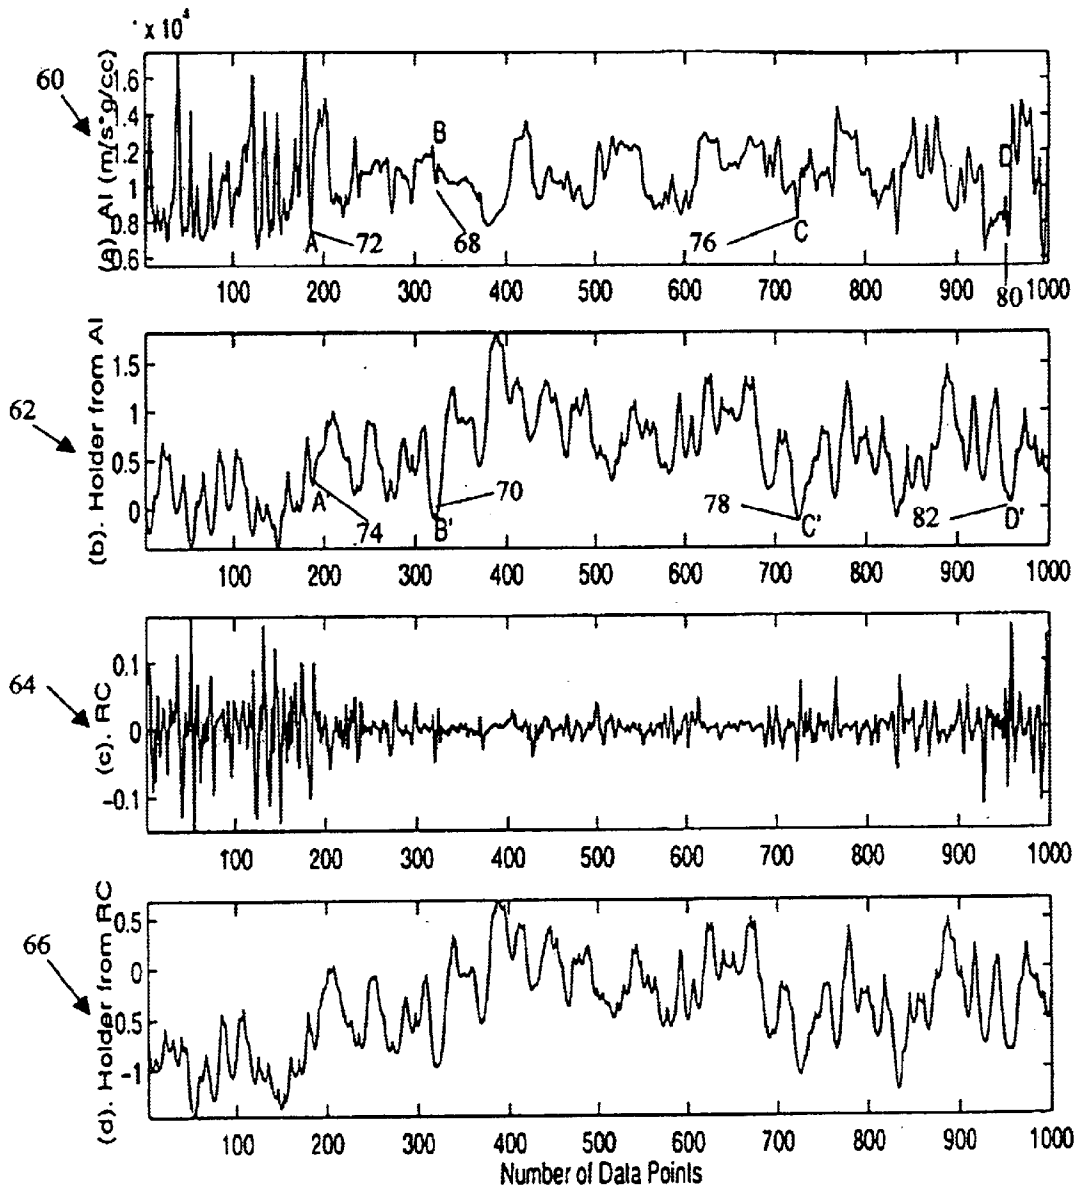 x 10⁴
60
(a). AI (m/s*g/cc)
1.6
1.4
1.2
1
0.8
0.6
A
72
B
68
76
C
D
80
100 200 300 400 500 600 700 800 900 1000
62
(b). Holder from AI
1.5
1
0.5
0
A'
74
70
B'
78
C'
82
D'
100 200 300 400 500 600 700 800 900 1000
64
(c). RC
0.1
0
-0.1
100 200 300 400 500 600 700 800 900 1000
66
(d). Holder from RC
0.5
0
-0.5
-1
100 200 300 400 500 600 700 800 900 1000
Number of Data Points